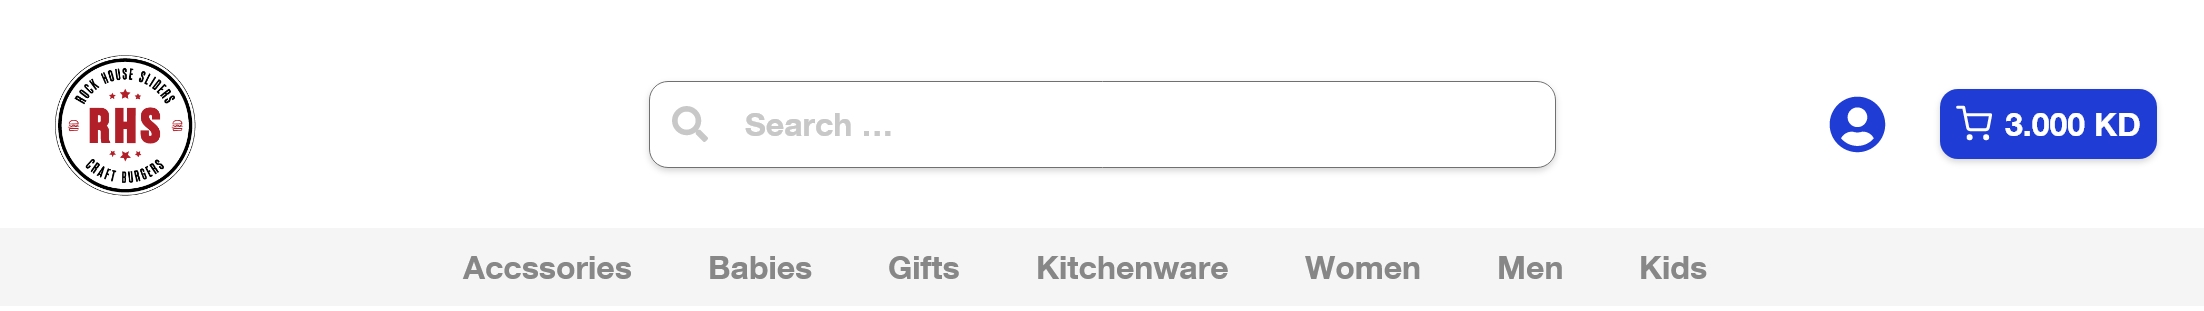 ROCK HOUSE SLIDERS
RHS
CRAFT BURGERS
Search ...
3.000 KD
Accssories Babies Gifts Kitchenware Women Men Kids